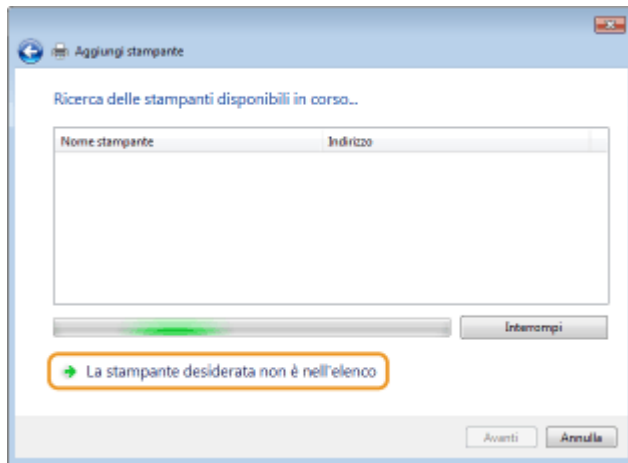 Aggiungi stampante
Ricerca delle stampanti disponibili in corso...
Nome stampante Indirizzo
Interrompi
La stampante desiderata non è nell'elenco
Avanti Annulla